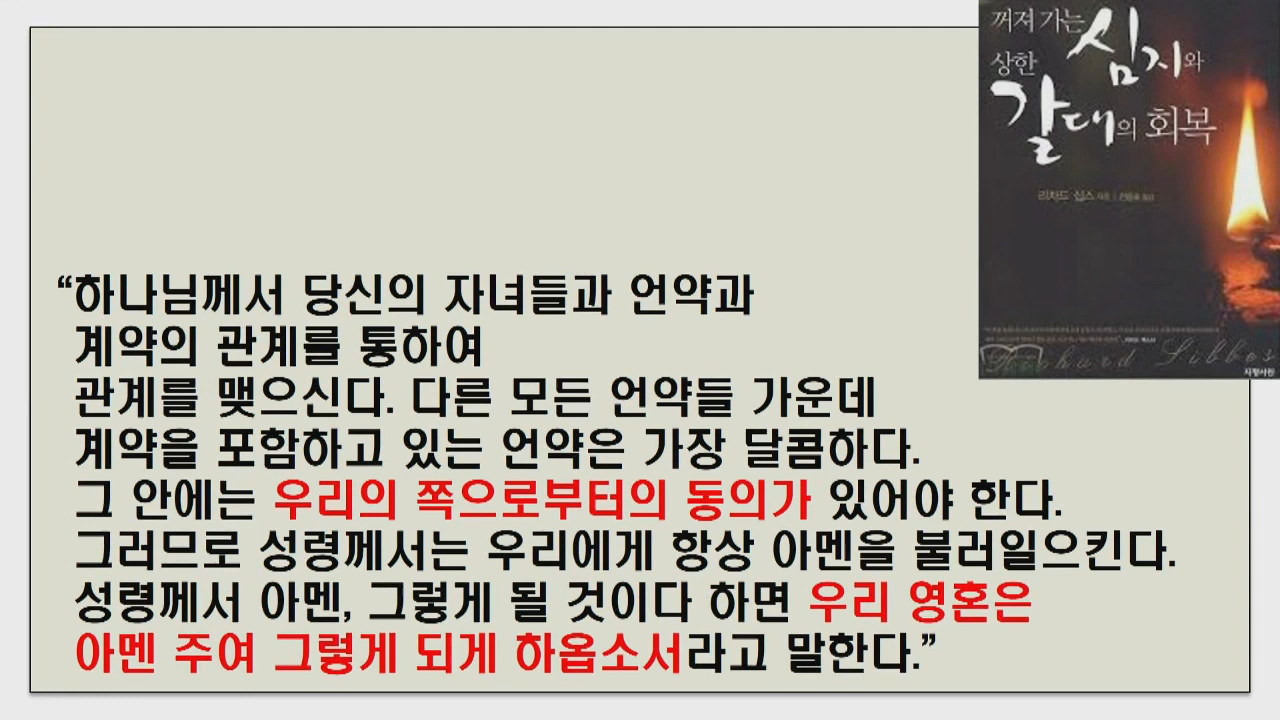 꺼져 가는 심지와
상한
갈대의 회복
리차드 십스
Richard Sibbes
지평서원
“하나님께서 당신의 자녀들과 언약과
계약의 관계를 통하여
관계를 맺으신다. 다른 모든 언약들 가운데
계약을 포함하고 있는 언약은 가장 달콤하다.
그 안에는 우리의 쪽으로부터의 동의가 있어야 한다.
그러므로 성령께서는 우리에게 항상 아멘을 불러일으킨다.
성령께서 아멘, 그렇게 될 것이다 하면 우리 영혼은
아멘 주여 그렇게 되게 하옵소서라고 말한다.”